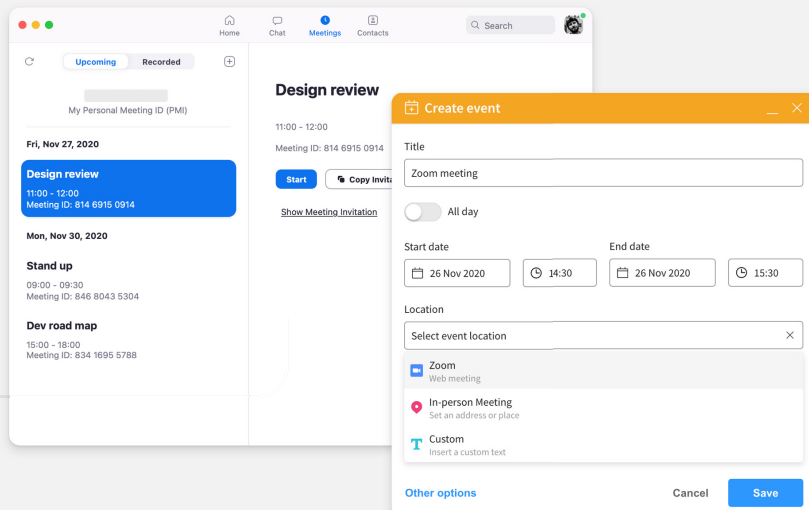 Home
Chat
Meetings
Contacts
Search
Upcoming
Recorded
My Personal Meeting ID (PMI)
Fri, Nov 27, 2020
Design review
11:00 - 12:00
Meeting ID: 814 6915 0914
Mon, Nov 30, 2020
Stand up
09:00 - 09:30
Meeting ID: 846 8043 5304
Dev road map
15:00 - 18:00
Meeting ID: 834 1695 5788
Design review
11:00 - 12:00
Meeting ID: 814 6915 0914
Start
Copy Invita
Show Meeting Invitation
Create event
Title
Zoom meeting
All day
Start date
End date
26 Nov 2020
14:30
26 Nov 2020
15:30
Location
Select event location
Zoom
Web meeting
In-person Meeting
Set an address or place
Custom
Insert a custom text
Other options
Cancel
Save